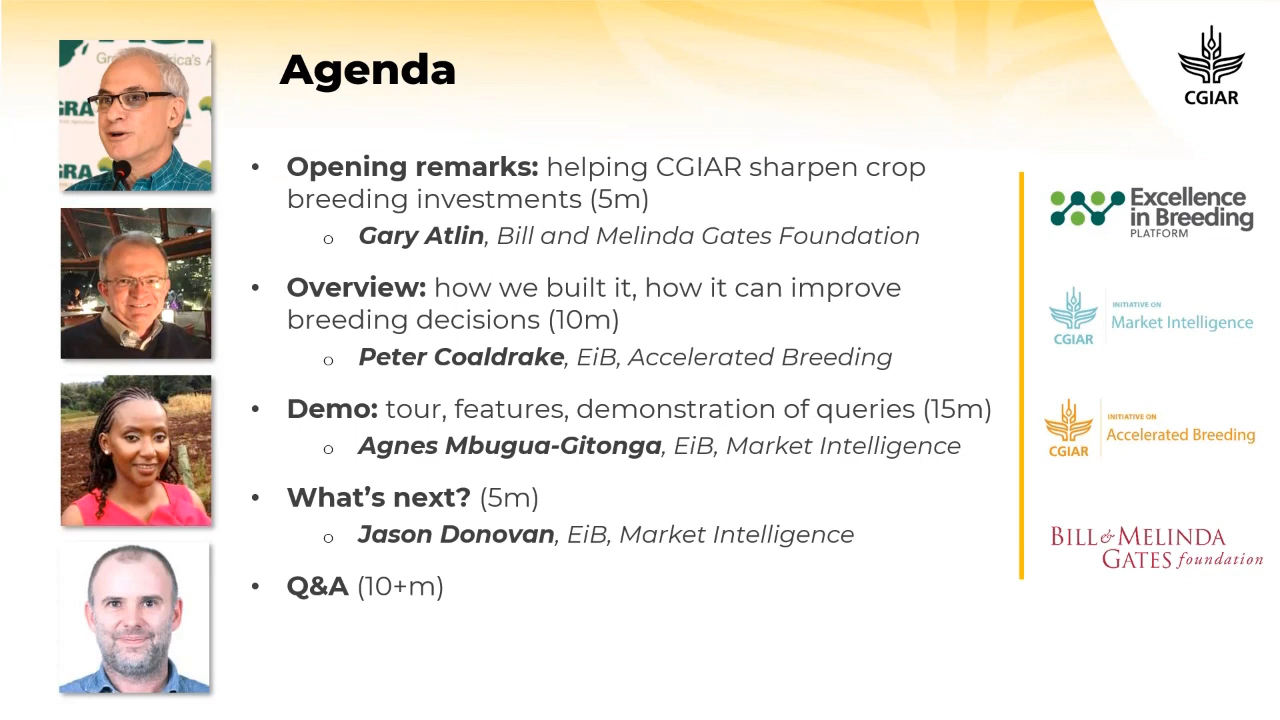 Agenda
CGIAR
• Opening remarks: helping CGIAR sharpen crop
breeding investments (5m)
o Gary Atlin, Bill and Melinda Gates Foundation
• Overview: how we built it, how it can improve
breeding decisions (10m)
o Peter Coaldrake, EiB, Accelerated Breeding
• Demo: tour, features, demonstration of queries (15m)
o Agnes Mbugua-Gitonga, EiB, Market Intelligence
• What's next? (5m)
o Jason Donovan, EiB, Market Intelligence
• Q&A (10+m)
Excellence
in Breeding
PLATFORM
INITIATIVE ON
Market Intelligence
CGIAR
INITIATIVE ON
Accelerated Breeding
CGIAR
BILL & MELINDA
GATES foundation